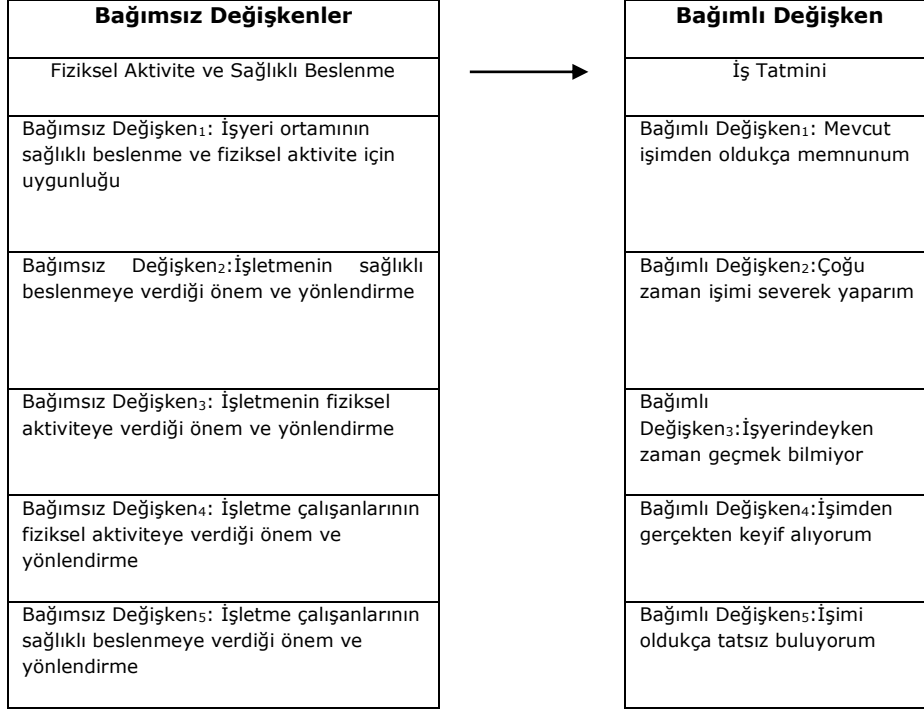 Bağımsız Değişkenler
Fiziksel Aktivite ve Sağlıklı Beslenme
Bağımsız Değişken₁: İşyeri ortamının
sağlıklı beslenme ve fiziksel aktivite için
uygunluğu
Bağımsız Değişken₂:İşletmenin sağlıklı
beslenmeye verdiği önem ve yönlendirme
Bağımsız Değişken₃: İşletmenin fiziksel
aktiviteye verdiği önem ve yönlendirme
Bağımsız Değişken₄: İşletme çalışanlarının
fiziksel aktiviteye verdiği önem ve
yönlendirme
Bağımsız Değişken₅: İşletme çalışanlarının
sağlıklı beslenmeye verdiği önem ve
yönlendirme
Bağımlı Değişken
İş Tatmini
Bağımlı Değişken₁: Mevcut
işimden oldukça memnunum
Bağımlı Değişken₂:Çoğu
zaman işimi severek yaparım
Bağımlı
Değişken₃:İşyerindeyken
zaman geçmek bilmiyor
Bağımlı Değişken₄:İşimden
gerçekten keyif alıyorum
Bağımlı Değişken₅:İşimi
oldukça tatsız buluyorum